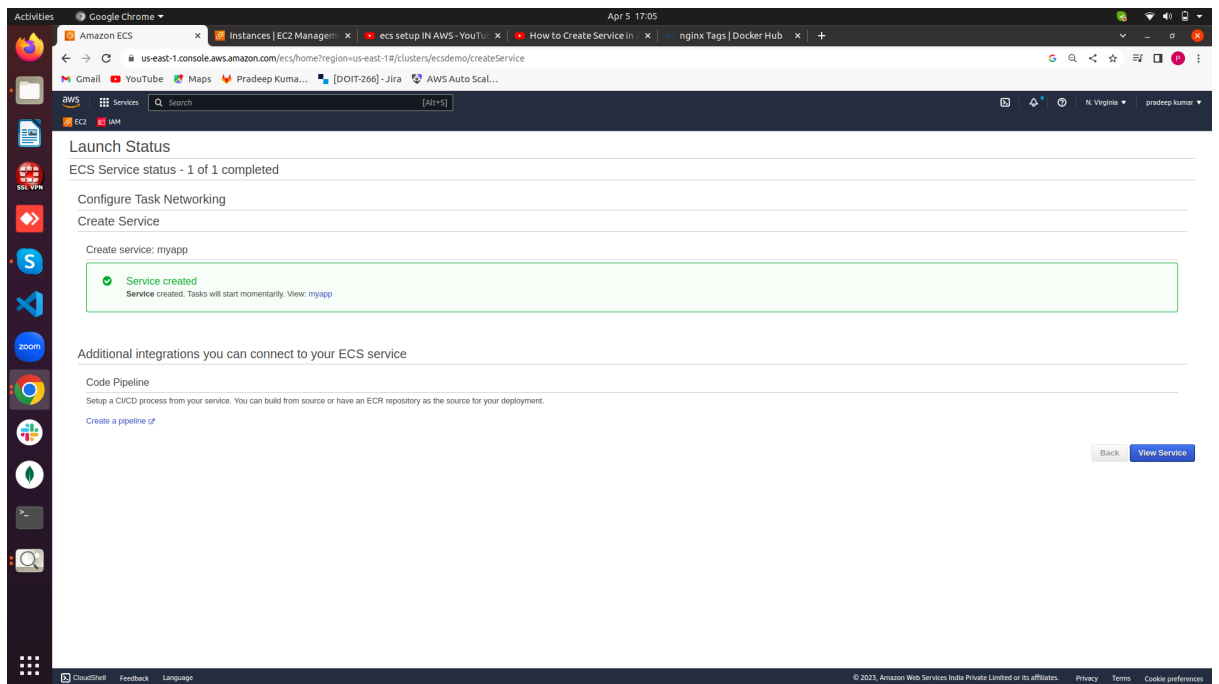 Activities
Google Chrome
Apr 5 17:05
Amazon ECS
Instances | EC2 Managem
ecs setup IN AWS - YouTu
How to Create Service in
nginx Tags | Docker Hub
us-east-1.console.aws.amazon.com/ecs/home?region=us-east-1#/clusters/ecsdemo/createService
Gmail
YouTube
Maps
Pradeep Kuma...
[DOIT-266] - Jira
AWS Auto Scal...
P
aws
Services
Search
[Alt+S]
N. Virginia
pradeep kumar
EC2
IAM
Launch Status
ECS Service status - 1 of 1 completed
Configure Task Networking
Create Service
Create service: myapp
Service created
Service created. Tasks will start momentarily. View: myapp
Additional integrations you can connect to your ECS service
Code Pipeline
Setup a CI/CD process from your service. You can build from source or have an ECR repository as the source for your deployment.
Create a pipeline
Back
View Service
SSL VPN
S
zoom
CloudShell
Feedback
Language
© 2023, Amazon Web Services India Private Limited or its affiliates.
Privacy
Terms
Cookie preferences